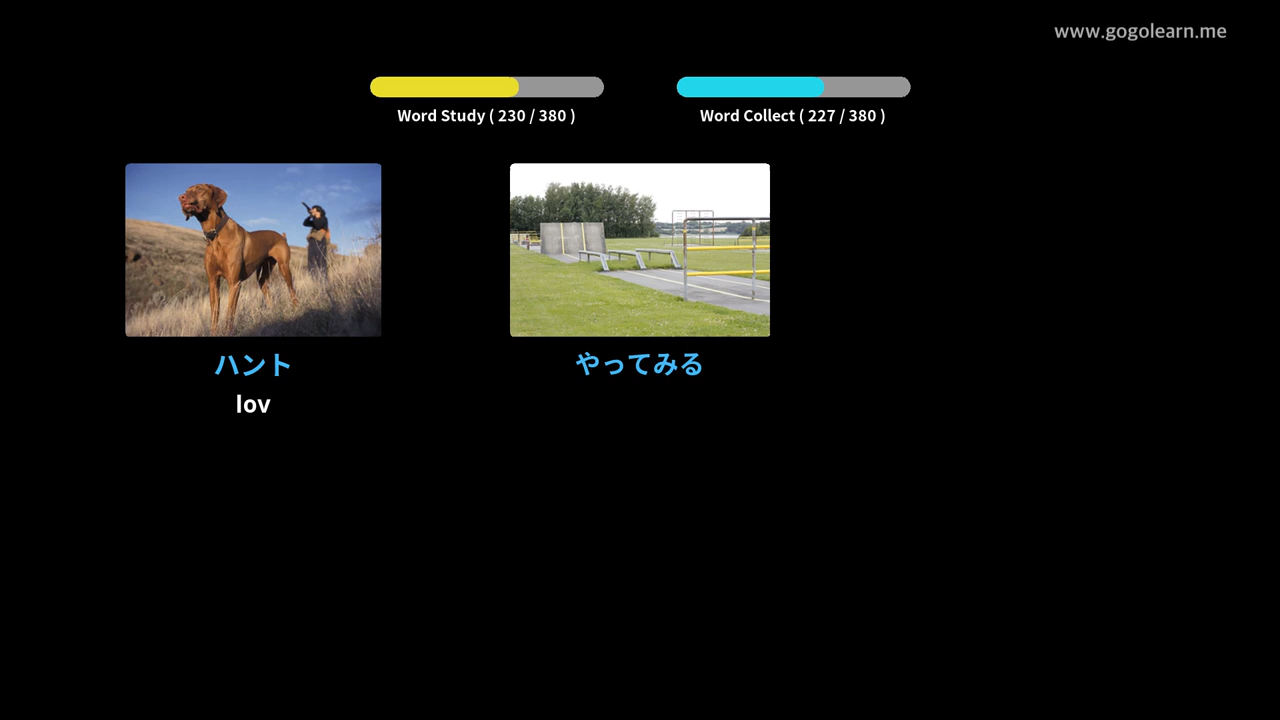 www.gogolearn.me
Word Study ( 230 / 380 )
Word Collect ( 227 / 380 )
ハント
lov
やってみる